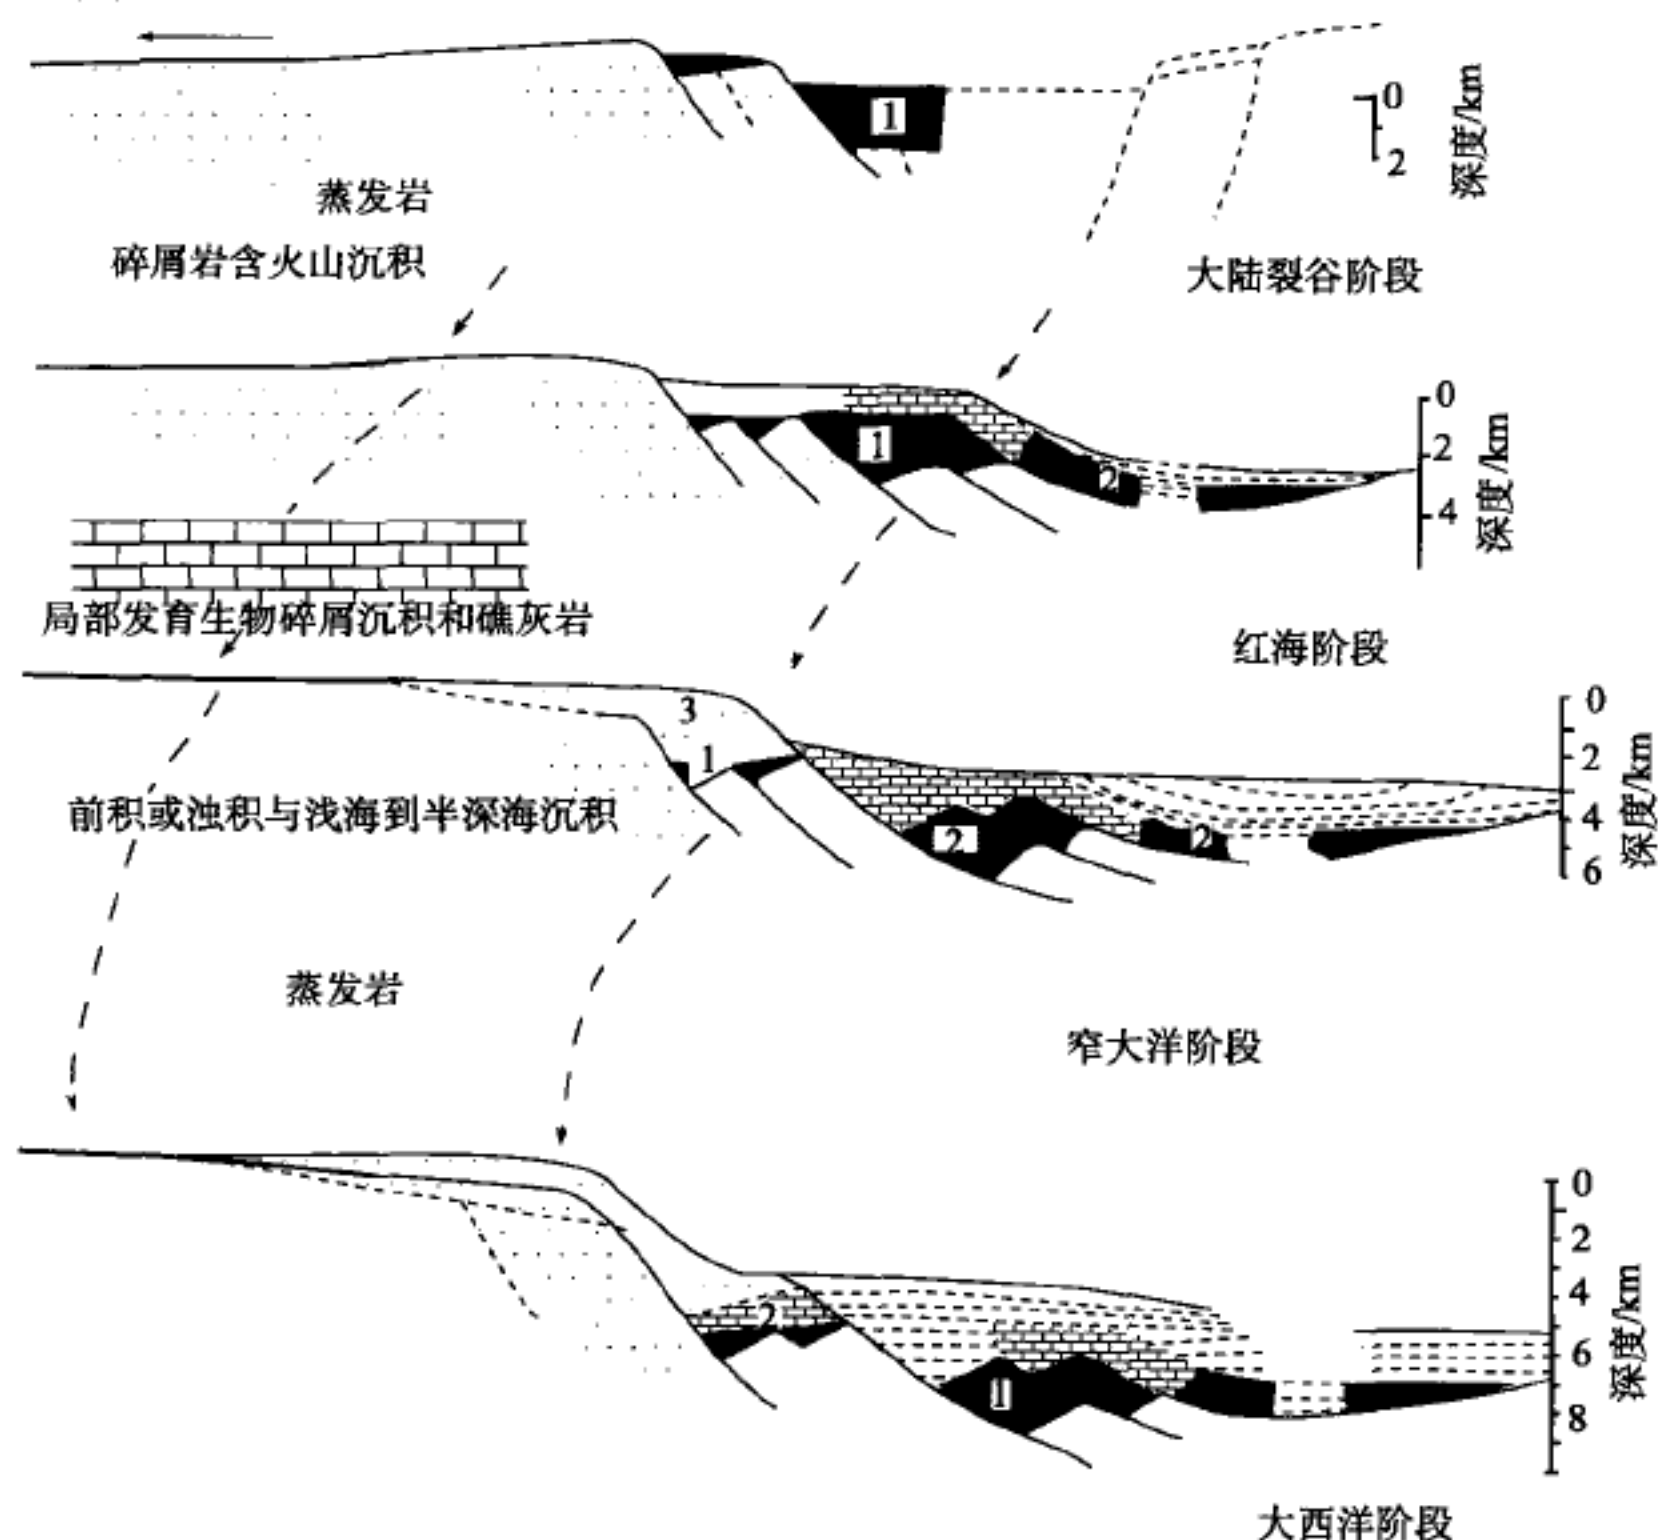 1
0
2
深度/km
蒸发岩
碎屑岩含火山沉积
大陆裂谷阶段
1
2
0
2
4
深度/km
局部发育生物碎屑沉积和礁灰岩
红海阶段
3
1
2
2
0
2
4
6
深度/km
前积或浊积与浅海到半深海沉积
蒸发岩
窄大洋阶段
2
1
0
2
4
6
8
深度/km
大西洋阶段